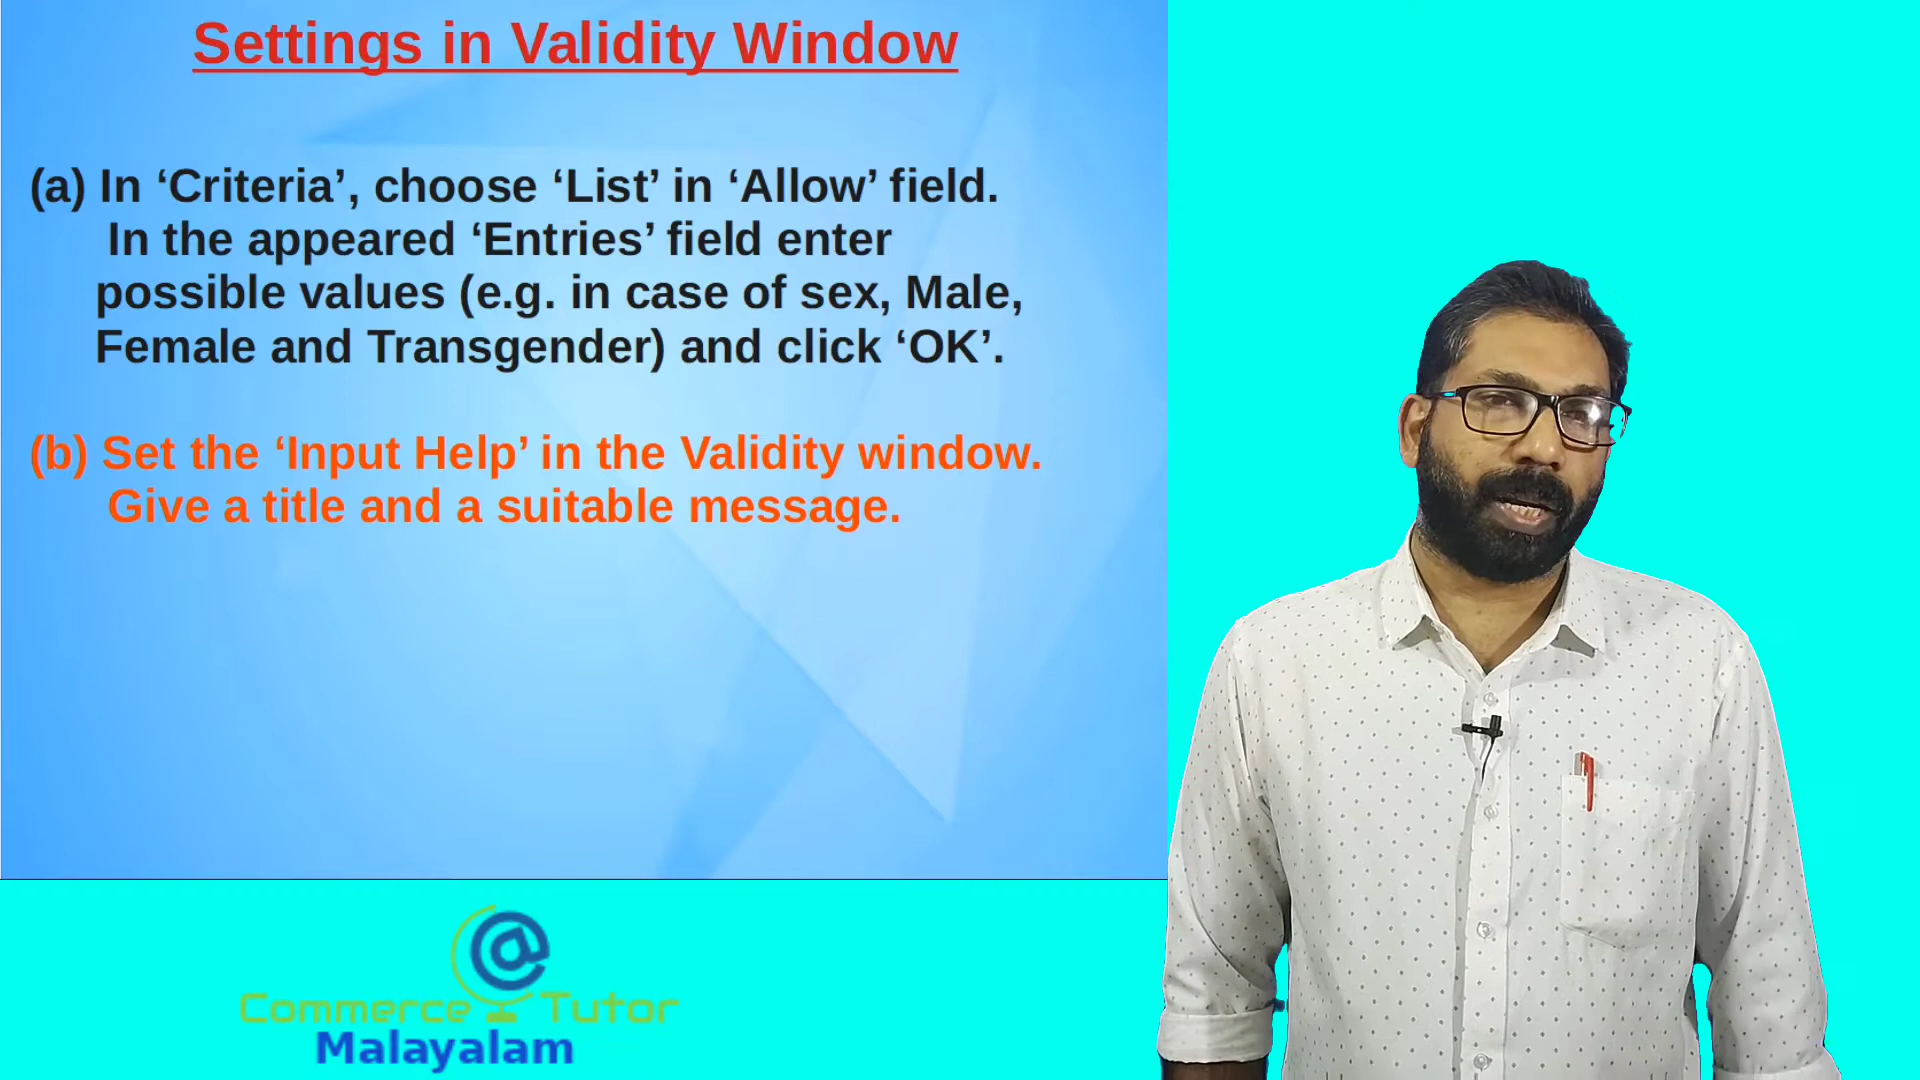 Settings in Validity Window
(a) In ‘Criteria’, choose ‘List’ in ‘Allow’ field.
In the appeared ‘Entries’ field enter
possible values (e.g. in case of sex, Male,
Female and Transgender) and click ‘OK’.
(b) Set the ‘Input Help’ in the Validity window.
Give a title and a suitable message.
Commerce Tutor
Malayalam